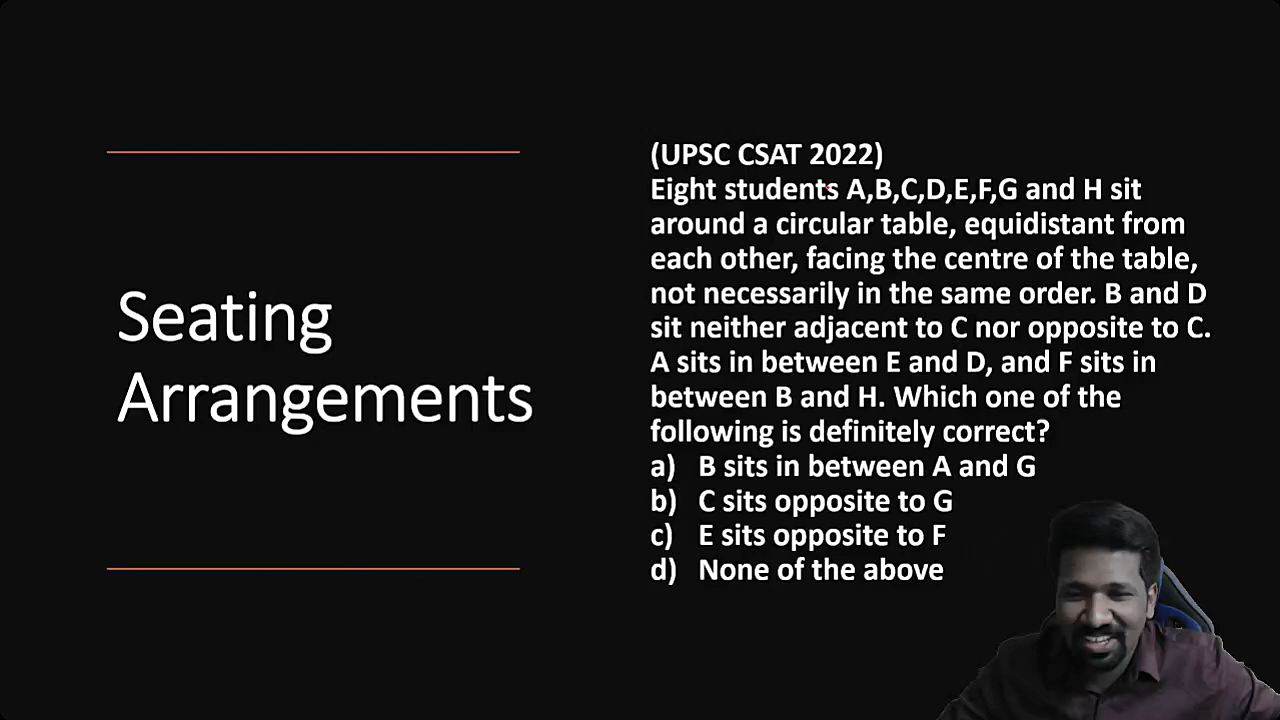 Seating
Arrangements
(UPSC CSAT 2022)
Eight students A,B,C,D,E,F,G and H sit
around a circular table, equidistant from
each other, facing the centre of the table,
not necessarily in the same order. B and D
sit neither adjacent to C nor opposite to C.
A sits in between E and D, and F sits in
between B and H. Which one of the
following is definitely correct?
a) B sits in between A and G
b) C sits opposite to G
c) E sits opposite to F
d) None of the above